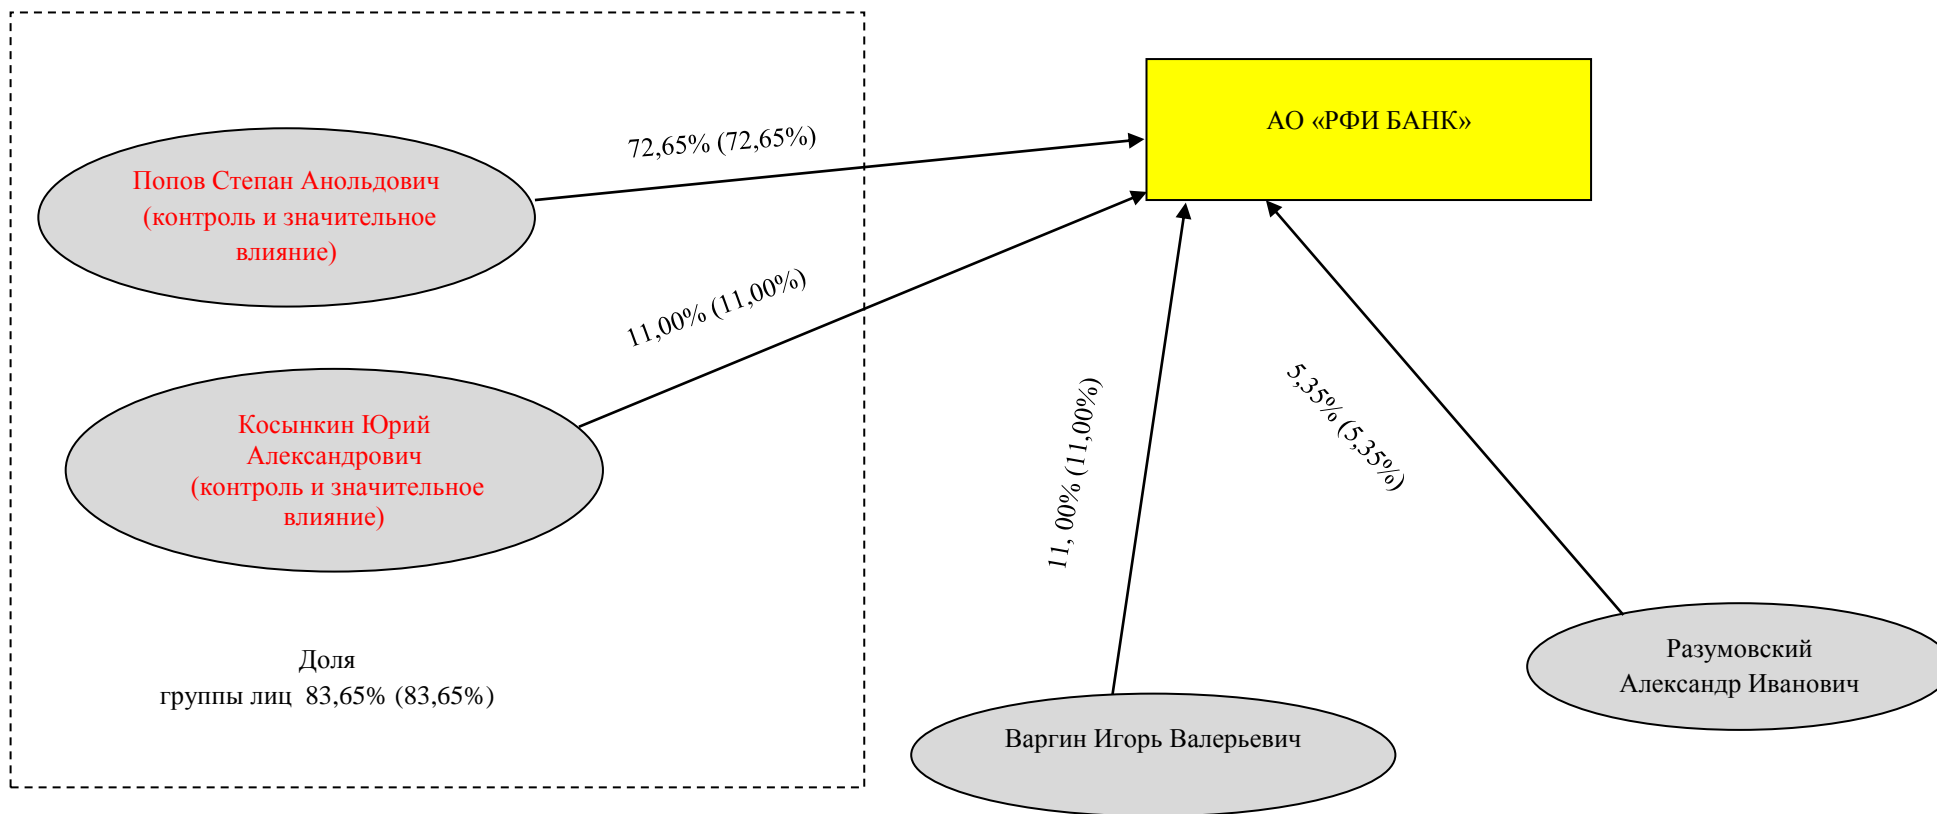 АО «РФИ БАНК»
72,65% (72,65%)
Попов Степан Анольдович
(контроль и значительное
влияние)
11,00% (11,00%)
Косынкин Юрий
Александрович
(контроль и значительное
влияние)
11, 00% (11,00%)
5,35% (5,35%)
Доля
группы лиц 83,65% (83,65%)
Разумовский
Александр Иванович
Варгин Игорь Валерьевич